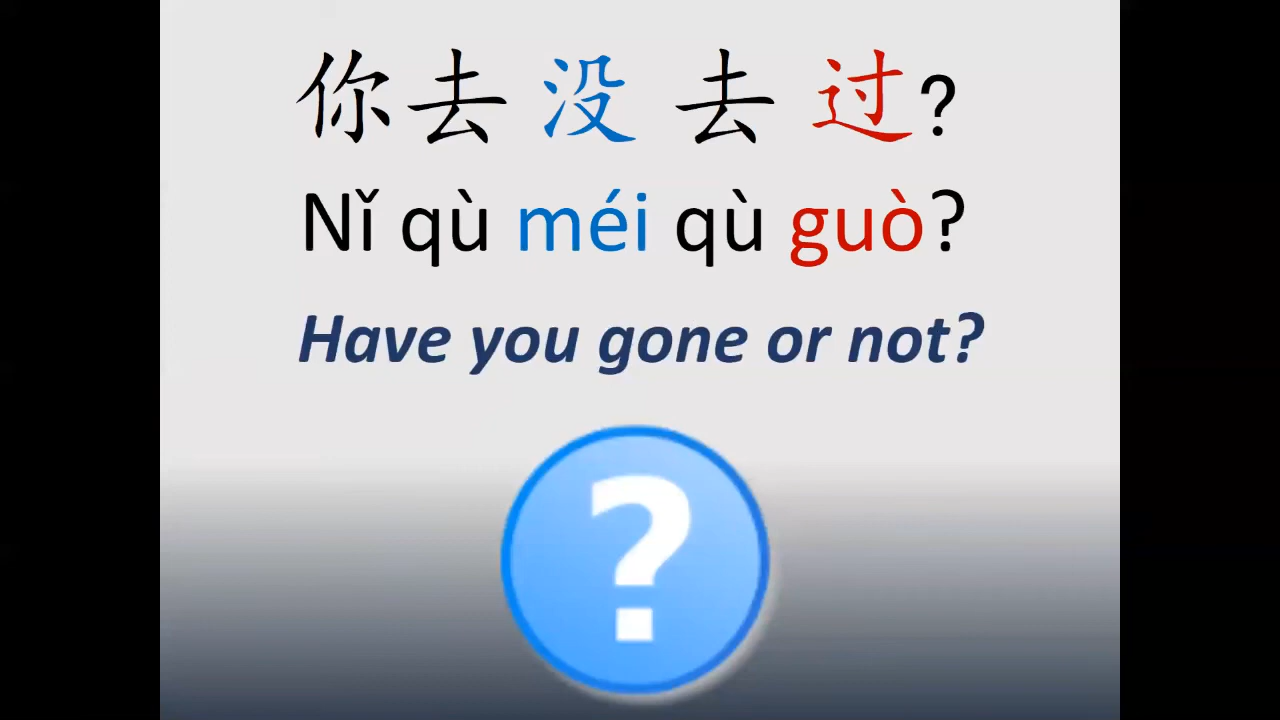 你去 没 去 过?
Nǐ qù méi qù guò?
Have you gone or not?
?